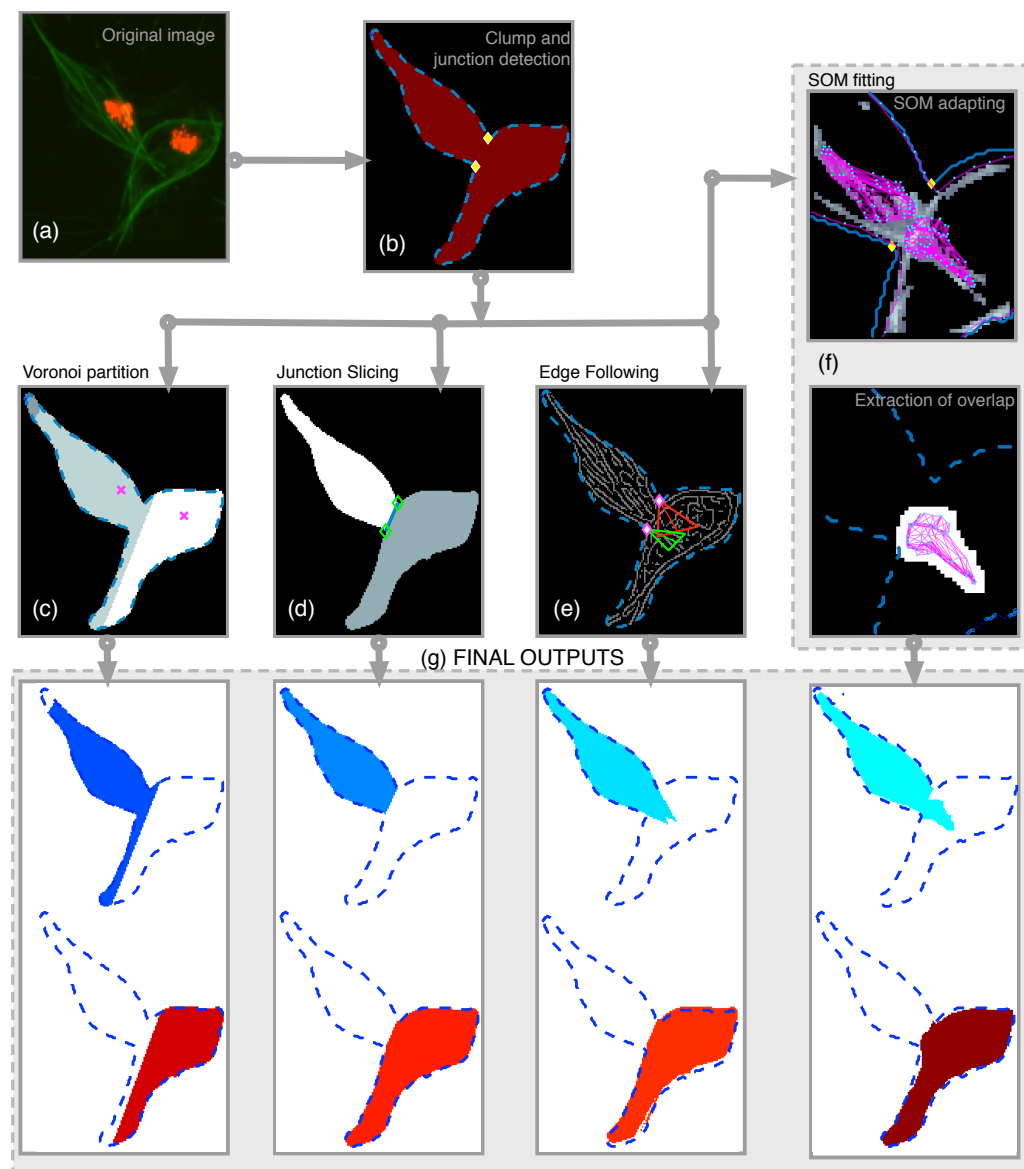 Original image
(a)
Clump and
junction detection
(b)
SOM fitting
SOM adapting
(f)
Extraction of overlap
Voronoi partition
(c)
Junction Slicing
(d)
Edge Following
(e)
(g) FINAL OUTPUTS